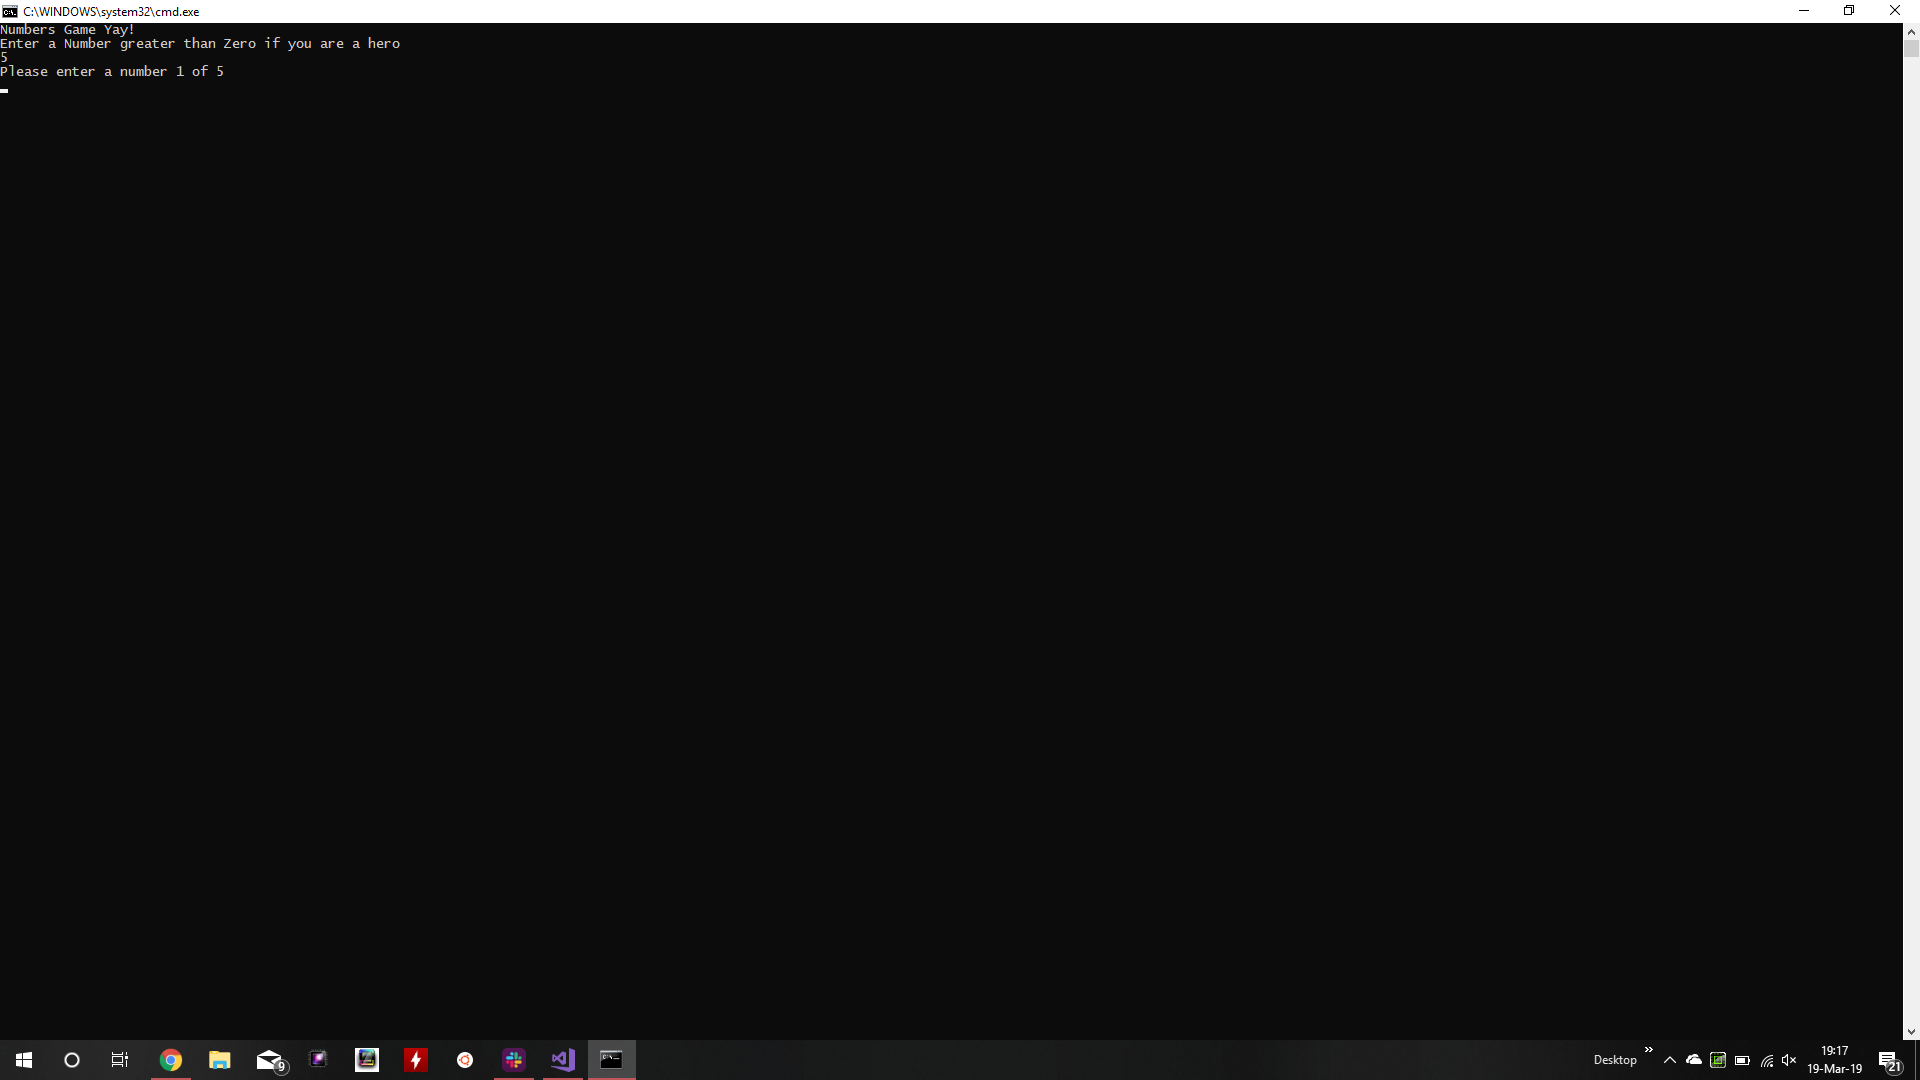 C:\WINDOWS\system32\cmd.exe
Numbers Game Yay!
Enter a Number greater than Zero if you are a hero
5
Please enter a number 1 of 5
9
Desktop
19:17
19-Mar-19
21